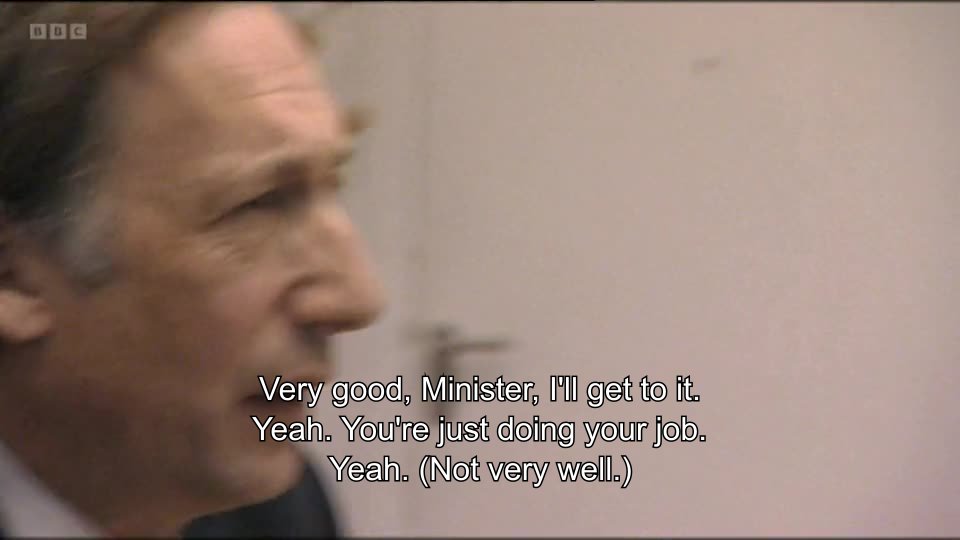 BBC
Very good, Minister, I'll get to it.
Yeah. You're just doing your job.
Yeah. (Not very well.)